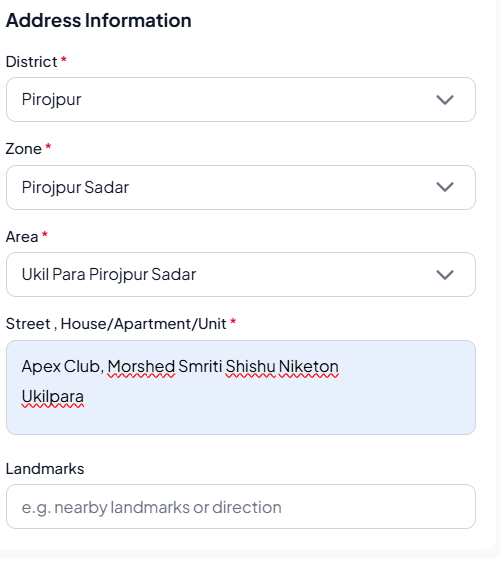 Address Information
District *
Pirojpur
Zone *
Pirojpur Sadar
Area *
Ukil Para Pirojpur Sadar
Street , House/Apartment/Unit *
Apex Club, Morshed Smriti Shishu Niketon
Ukilpara
Landmarks
e.g. nearby landmarks or direction